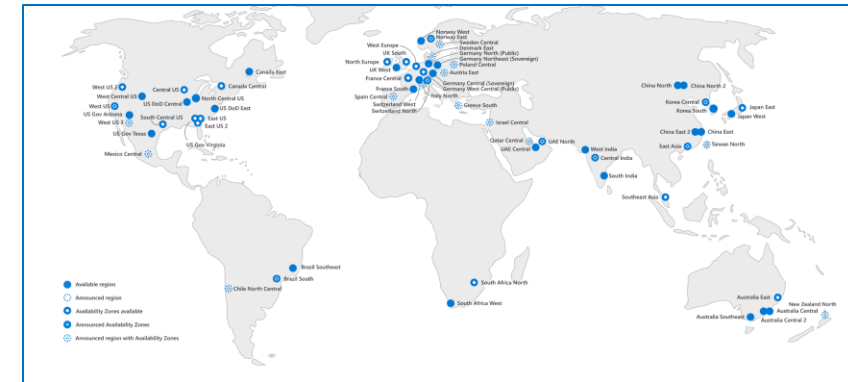 Norway West
Norway East
Sweden Central
Denmark East
West Europe
UK South
Germany North (Public)
Germany Northeast (Sovereign)
North Europe
UK West
Poland Central
France Central
Austria East
Germany Central (Sovereign)
Germany West Central (Public)
France South
Spain Central
Italy North
Switzerland West
Switzerland North
Greece South
Canada East
West US 2
Central US
Canada Central
West Central US
North Central US
West US
US DoD Central
US DoD East
US Gov Arizona
South Central US
East US
West US 3
East US 2
US Gov Texas
US Gov Virginia
Mexico Central
Israel Central
Qatar Central
UAE North
UAE Central
West India
Central India
South India
China North
China North 2
Korea Central
Korea South
Japan East
Japan West
China East 2
China East
East Asia
Taiwan North
Southeast Asia
Brazil Southeast
Brazil South
Chile North Central
South Africa North
South Africa West
Australia East
New Zealand North
Australia Central
Australia Southeast
Australia Central 2
Available region
Announced region
Availability Zones available
Announced Availability Zones
Announced region with Availability Zones